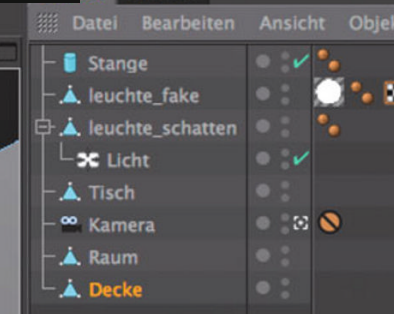 Datei Bearbeiten Ansicht
Stange
leuchte_fake
leuchte_schatten
Licht
Tisch
Kamera
Raum
Decke